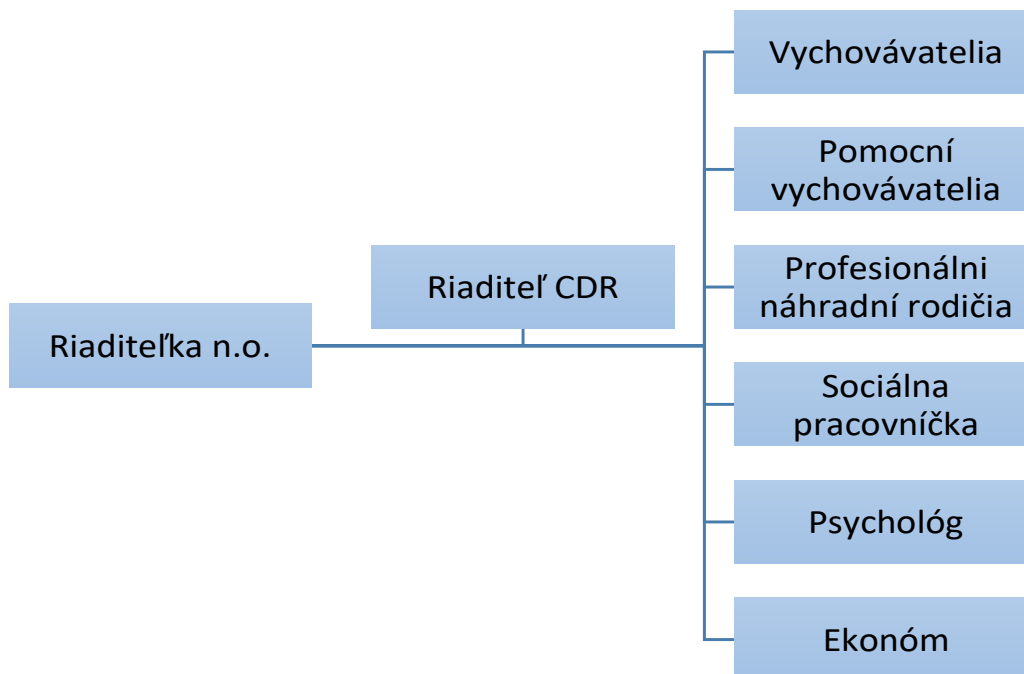 Riaditeľka n.o.
Riaditeľ CDR
Vychovávatelia
Pomocní
vychovávatelia
Profesionálni
náhradní rodičia
Sociálna
pracovníčka
Psychológ
Ekonóm